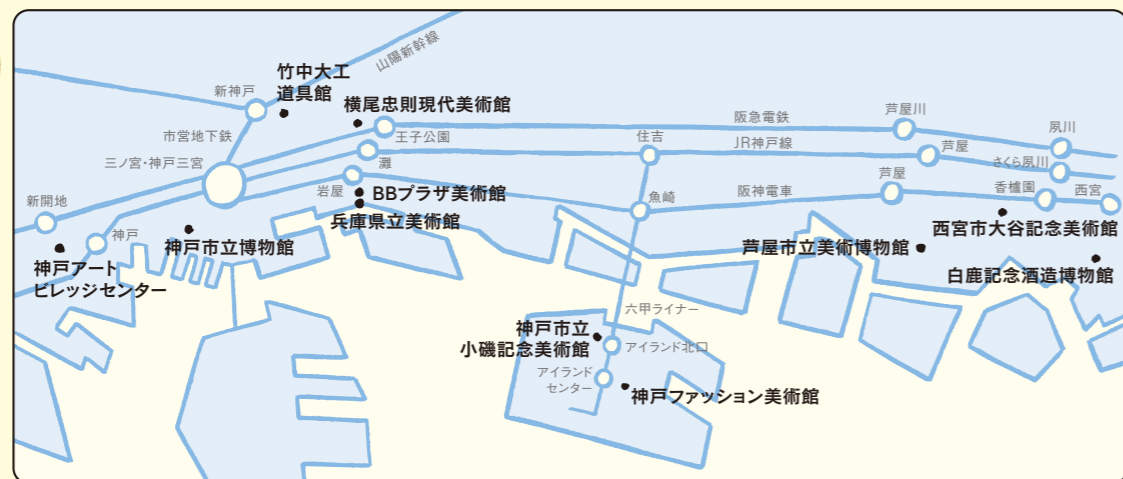 山陽新幹線
竹中大工
道具館
新神戸
横尾忠則現代美術館
市営地下鉄
王子公園
阪急電鉄
芦屋川
夙川
住吉
JR神戸線
芦屋
さくら夙川
三ノ宮・神戸三宮
灘
岩屋
BBプラザ美術館
兵庫県立美術館
魚崎
阪神電車
芦屋
香櫨園
西宮
新開地
神戸
神戸市立博物館
神戸アート
ビレッジセンター
西宮市大谷記念美術館
芦屋市立美術博物館
白鹿記念酒造博物館
六甲ライナー
神戸市立
小磯記念美術館
アイランド北口
アイランド
センター
神戸ファッション美術館